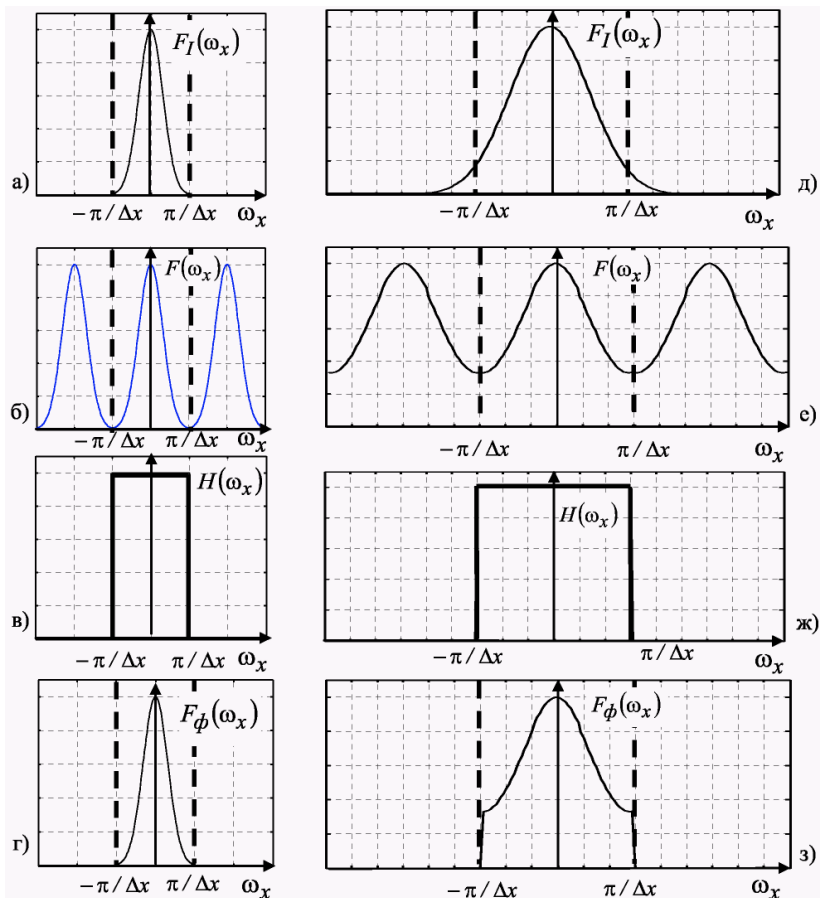 F_I(ω_x)
а)
−π/Δx π/Δx ω_x
F_I(ω_x)
д)
−π/Δx π/Δx ω_x
F(ω_x)
б)
−π/Δx π/Δx ω_x
F(ω_x)
е)
−π/Δx π/Δx ω_x
H(ω_x)
в)
−π/Δx π/Δx ω_x
H(ω_x)
ж)
−π/Δx π/Δx ω_x
F_ф(ω_x)
г)
−π/Δx π/Δx ω_x
F_ф(ω_x)
з)
−π/Δx π/Δx ω_x